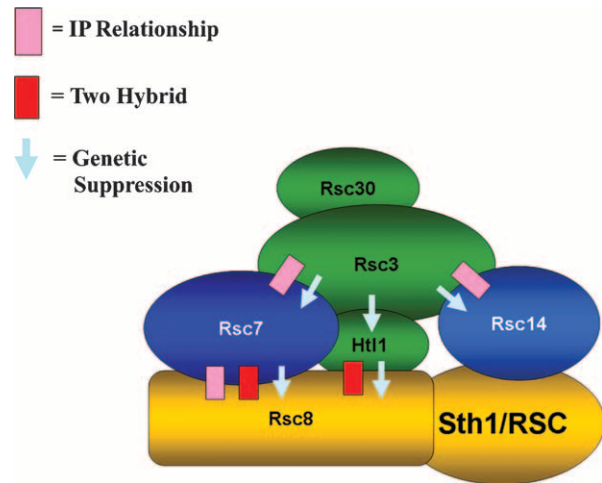 = IP Relationship
= Two Hybrid
= Genetic
Suppression
Rsc30
Rsc3
Rsc7
Rsc14
Htl1
Rsc8
Sth1/RSC